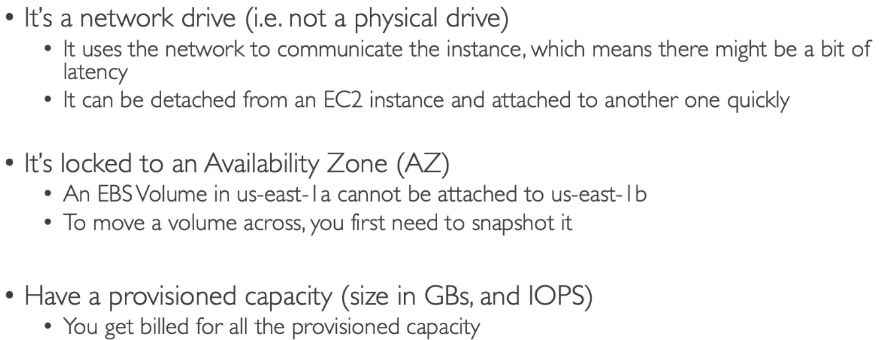 • It's a network drive (i.e. not a physical drive)
• It uses the network to communicate the instance, which means there might be a bit of
latency
• It can be detached from an EC2 instance and attached to another one quickly
• It's locked to an Availability Zone (AZ)
• An EBS Volume in us-east-1a cannot be attached to us-east-1b
• To move a volume across, you first need to snapshot it
• Have a provisioned capacity (size in GBs, and IOPS)
• You get billed for all the provisioned capacity